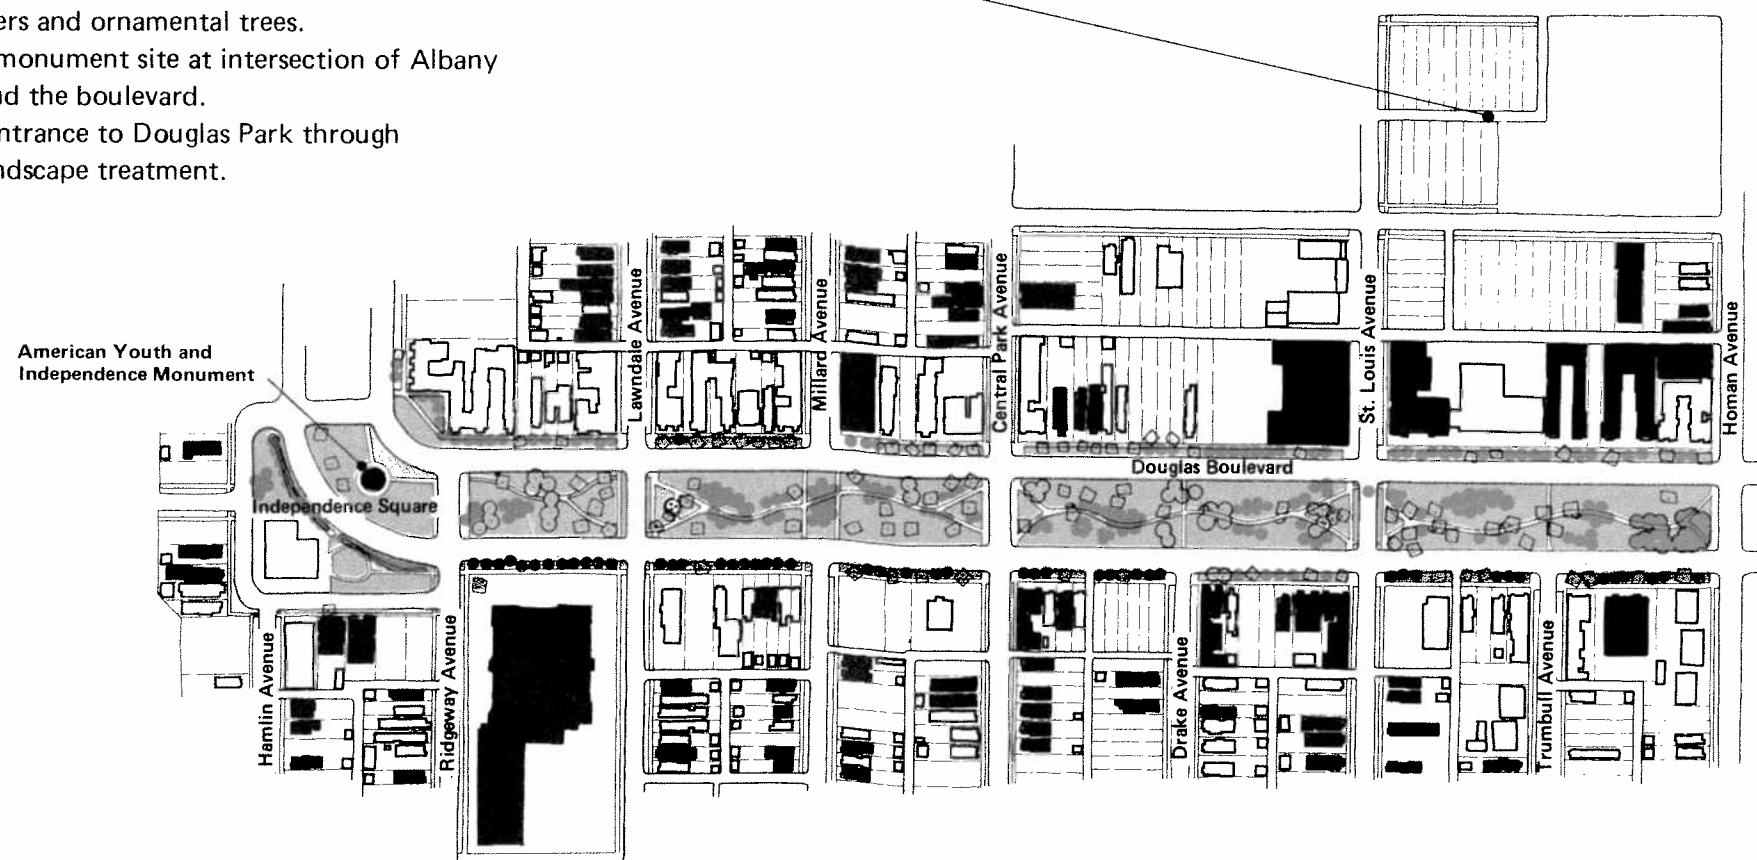 ers and ornamental trees.
monument site at intersection of Albany
nd the boulevard.
ntrance to Douglas Park through
ndscape treatment.
American Youth and
Independence Monument
Independence Square
Douglas Boulevard
Lawndale Avenue
Millard Avenue
Central Park Avenue
St. Louis Avenue
Homan Avenue
Hamlin Avenue
Ridgeway Avenue
Drake Avenue
Trumbull Avenue